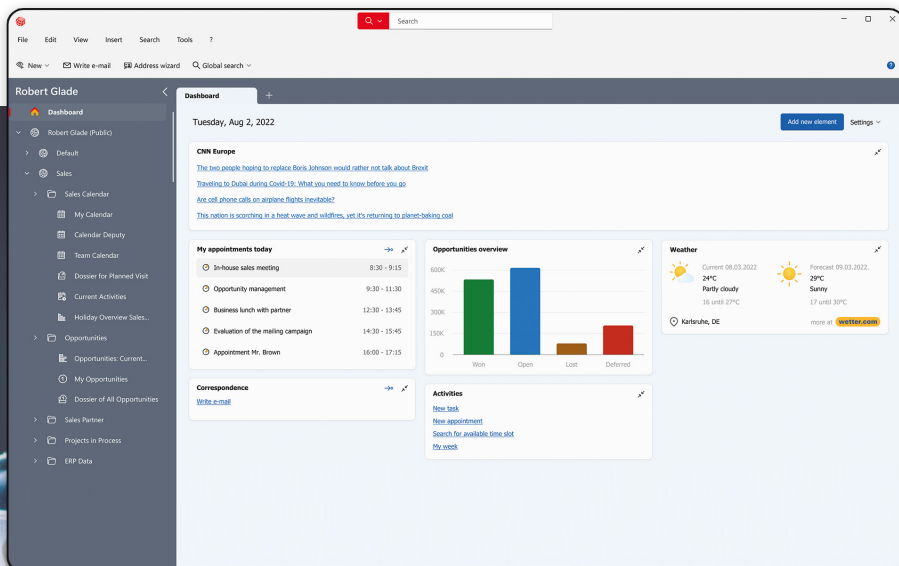 Search
File Edit View Insert Search Tools ?
New Write e-mail Address wizard Global search ?
Robert Glade
Dashboard
Robert Glade (Public)
Default
Sales
Sales Calendar
My Calendar
Calendar Deputy
Team Calendar
Dossier for Planned Visit
Current Activities
Holiday Overview Sales...
Opportunities
Opportunities: Current...
My Opportunities
Dossier of All Opportunities
Sales Partner
Projects in Process
ERP Data
Dashboard +
Tuesday, Aug 2, 2022
Add new element Settings
CNN Europe
The two people hoping to replace Boris Johnson would rather not talk about Brexit
Traveling to Dubai during Covid-19: What you need to know before you go
Are cell phone calls on airplane flights inevitable?
This nation is scorching in a heat wave and wildfires, yet it's returning to planet-baking coal
My appointments today
In-house sales meeting 8:30 - 9:15
Opportunity management 9:30 - 11:30
Business lunch with partner 12:30 - 13:45
Evaluation of the mailing campaign 14:30 - 15:45
Appointment Mr. Brown 16:00 - 17:15
Correspondence
Write e-mail
Opportunities overview
600K
450K
300K
150K
0
Won Open Lost Deferred
Activities
New task
New appointment
Search for available time slot
My week
Weather
Current 08.03.2022 Forecast 09.03.2022.
24°C 29°C
Partly cloudy Sunny
16 until 27°C 17 until 30°C
Karlsruhe, DE more at wetter.com